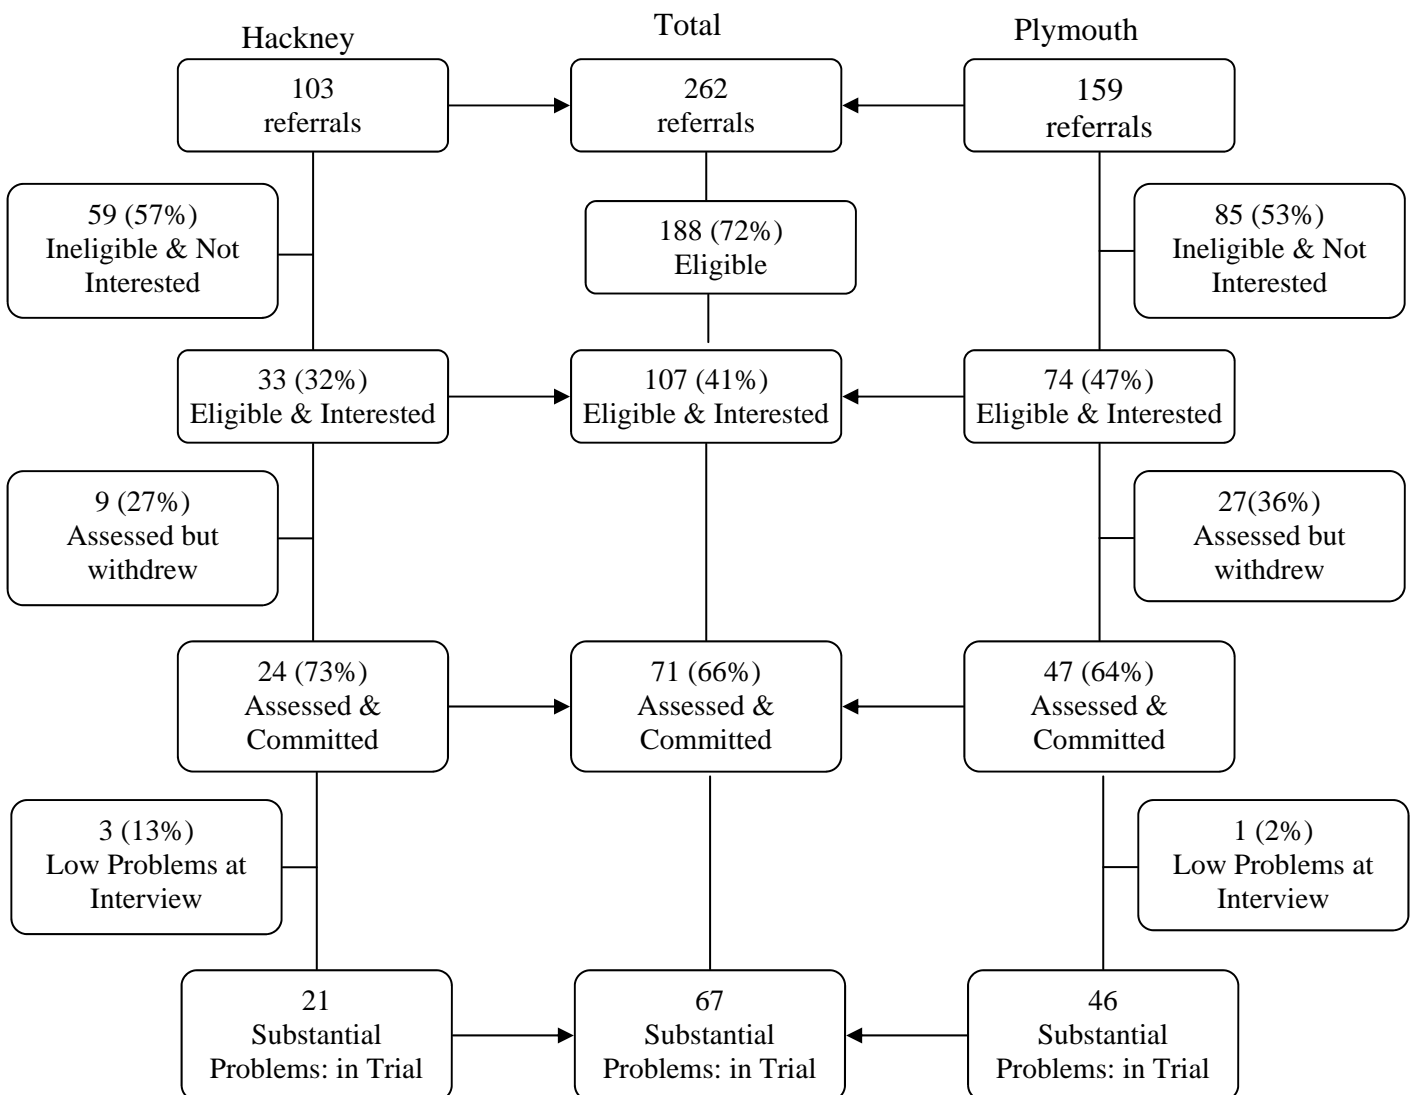 Hackney
Total
Plymouth
103
referrals
262
referrals
159
referrals
59 (57%)
Ineligible & Not
Interested
188 (72%)
Eligible
85 (53%)
Ineligible & Not
Interested
33 (32%)
Eligible & Interested
107 (41%)
Eligible & Interested
74 (47%)
Eligible & Interested
9 (27%)
Assessed but
withdrew
27(36%)
Assessed but
withdrew
24 (73%)
Assessed &
Committed
71 (66%)
Assessed &
Committed
47 (64%)
Assessed &
Committed
3 (13%)
Low Problems at
Interview
1 (2%)
Low Problems at
Interview
21
Substantial
Problems: in Trial
67
Substantial
Problems: in Trial
46
Substantial
Problems: in Trial